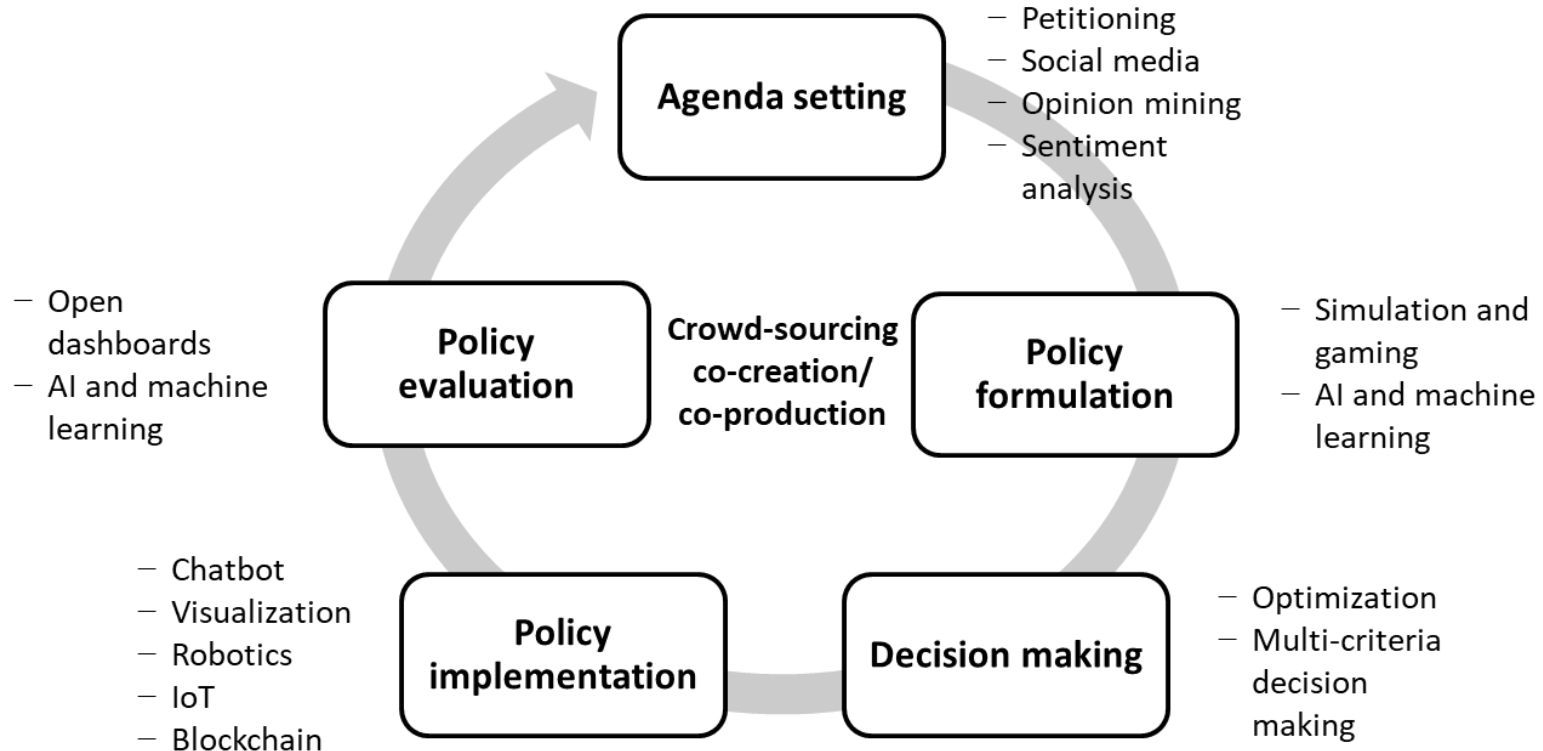 Agenda setting
– Petitioning
– Social media
– Opinion mining
– Sentiment
analysis
Policy
formulation
– Simulation and
gaming
– AI and machine
learning
Decision making
– Optimization
– Multi-criteria
decision
making
Policy
implementation
– Chatbot
– Visualization
– Robotics
– IoT
– Blockchain
Policy
evaluation
– Open
dashboards
– AI and machine
learning
Crowd-sourcing
co-creation/
co-production